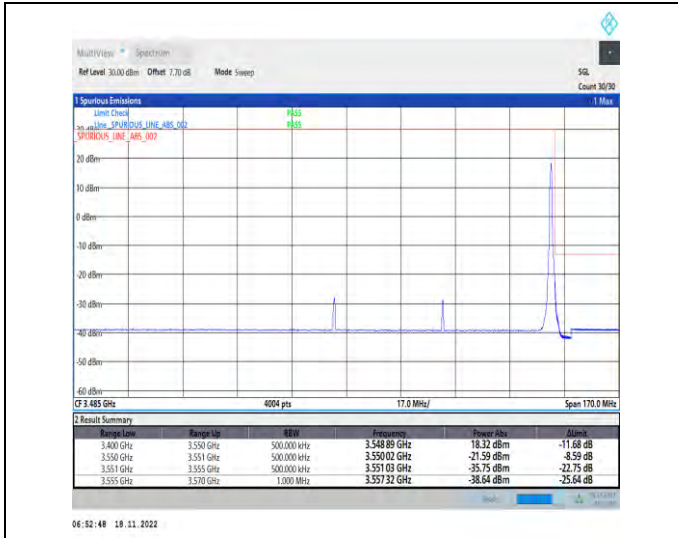 MultiView Spectrum
Ref Level 30.00 dBm Offset 7.70 dB Mode Sweep SGL
Count 30/30
1 Spurious Emissions 1 Max
Limit Check PASS
Line _SPURIOUS_LINE_ABS_002 PASS
_SPURIOUS_LINE_ABS_002
20 dBm
10 dBm
0 dBm
-10 dBm
-20 dBm
-30 dBm
-40 dBm
-50 dBm
-60 dBm
CF 3.485 GHz 4004 pts 17.0 MHz/ Span 170.0 MHz
2 Result Summary
Range Low Range Up RBW Frequency Power Abs ΔLimit
3.400 GHz 3.550 GHz 500.000 kHz 3.548 89 GHz 18.32 dBm -11.68 dB
3.550 GHz 3.551 GHz 500.000 kHz 3.550 02 GHz -21.59 dBm -8.59 dB
3.551 GHz 3.555 GHz 500.000 kHz 3.551 03 GHz -35.75 dBm -22.75 dB
3.555 GHz 3.570 GHz 1.000 MHz 3.557 32 GHz -38.64 dBm -25.64 dB
06:52:48 18.11.2022